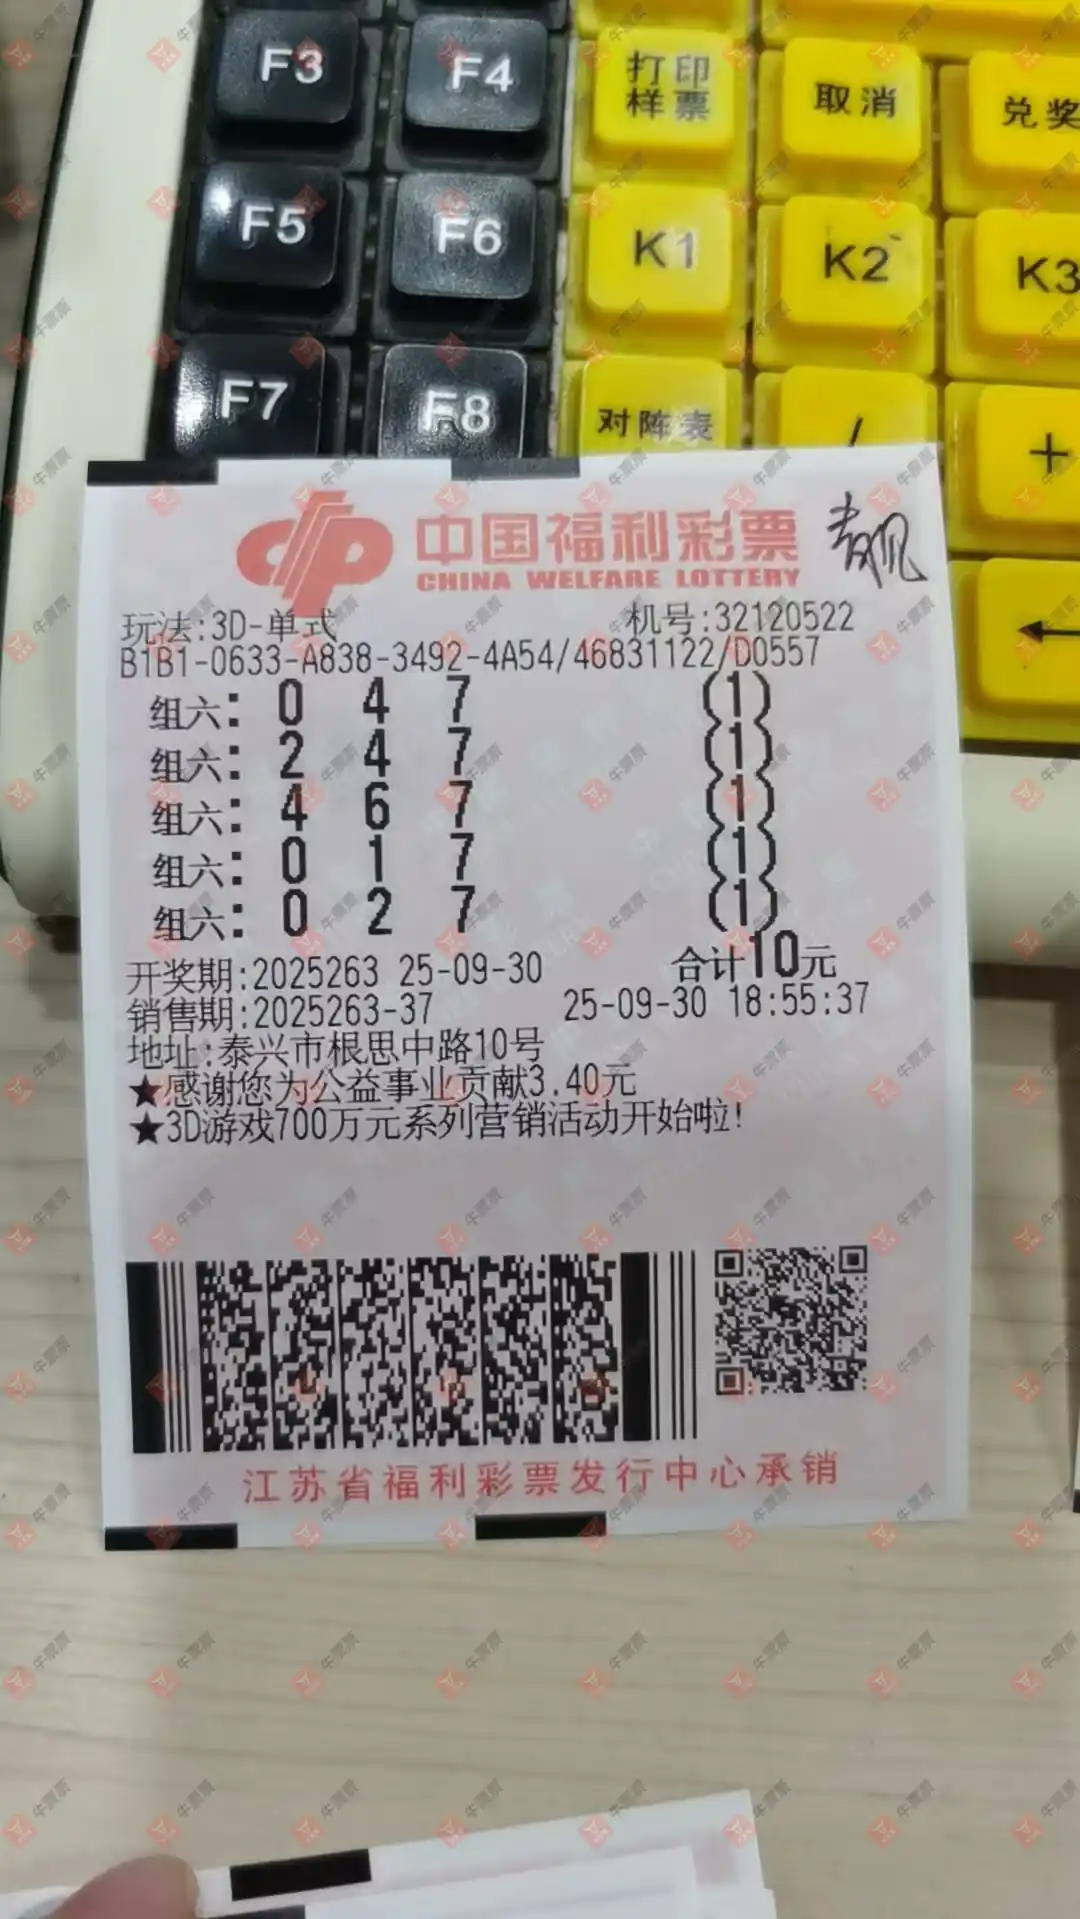 F3 F4 打印样票 取消 兑奖
F5 F6 K1 K2 K3
F7 F8 对阵表 / +
←
中国福利彩票
CHINA WELFARE LOTTERY
玩法:3D-单式 机号:32120522
B1B1-0633-A838-3492-4A54/46831122/D0557
组六: 0 4 7 (1)
组六: 2 4 7 (1)
组六: 4 6 7 (1)
组六: 0 1 7 (1)
组六: 0 2 7 (1)
开奖期:2025263 25-09-30 合计10元
销售期:2025263-37 25-09-30 18:55:37
地址:泰兴市根思中路10号
★感谢您为公益事业贡献3.40元
★3D游戏700万元系列营销活动开始啦!
江苏省福利彩票发行中心承销
牛票票